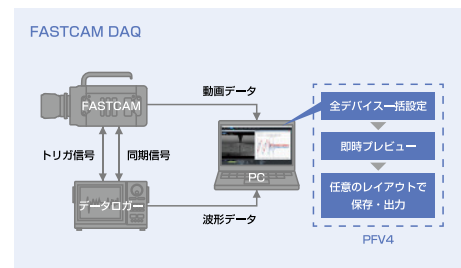 FASTCAM DAQ
FASTCAM
動画データ
トリガ信号
同期信号
データロガー
波形データ
PC
全デバイス一括設定
即時プレビュー
任意のレイアウトで
保存・出力
PFV4